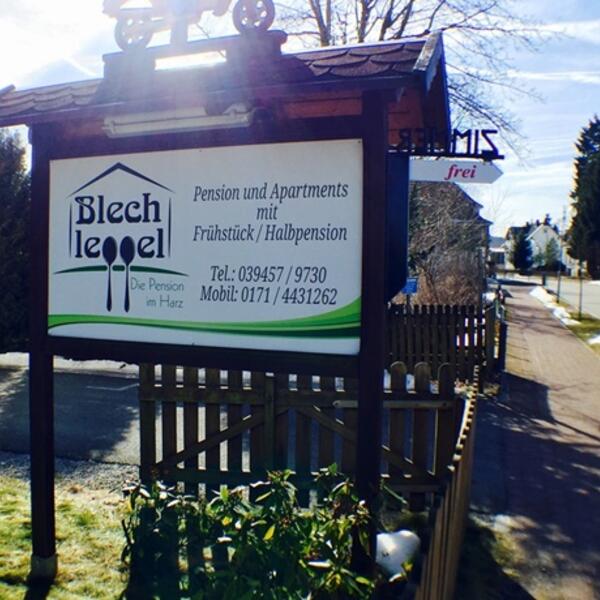 ZIMMER
frei
Blech
leppel
Die Pension
im Harz
Pension und Apartments
mit
Frühstück / Halbpension
Tel.: 039457 / 9730
Mobil: 0171 / 4431262